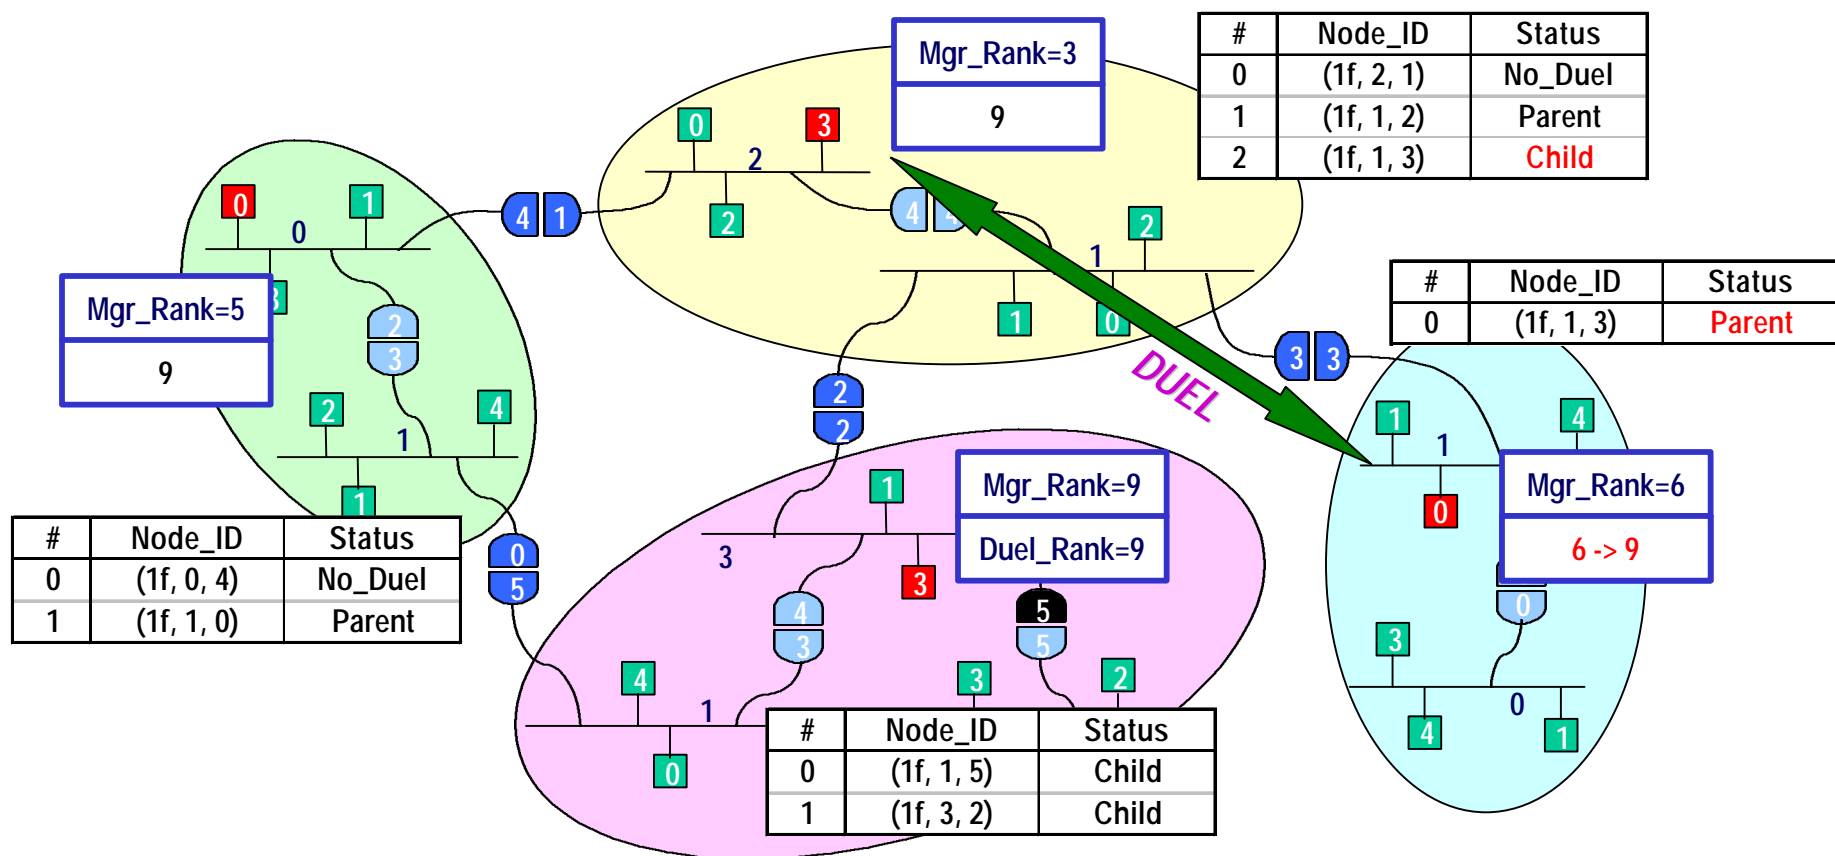 Mgr_Rank=3
9
# Node_ID Status
0 (1f, 2, 1) No_Duel
1 (1f, 1, 2) Parent
2 (1f, 1, 3) Child
0 3
2
2
4 1
4 4
2
1
1 0
0 1
0
3
2
3
2 4
1
1
Mgr_Rank=5
9
# Node_ID Status
0 (1f, 0, 4) No_Duel
1 (1f, 1, 0) Parent
0
5
2
2
DUEL
3 3
# Node_ID Status
0 (1f, 1, 3) Parent
1 4
1
0
Mgr_Rank=6
6 -> 9
0
3
0
4 1
Mgr_Rank=9
Duel_Rank=9
1
3
3
4
3
5
5
4
1
0
3 2
# Node_ID Status
0 (1f, 1, 5) Child
1 (1f, 3, 2) Child